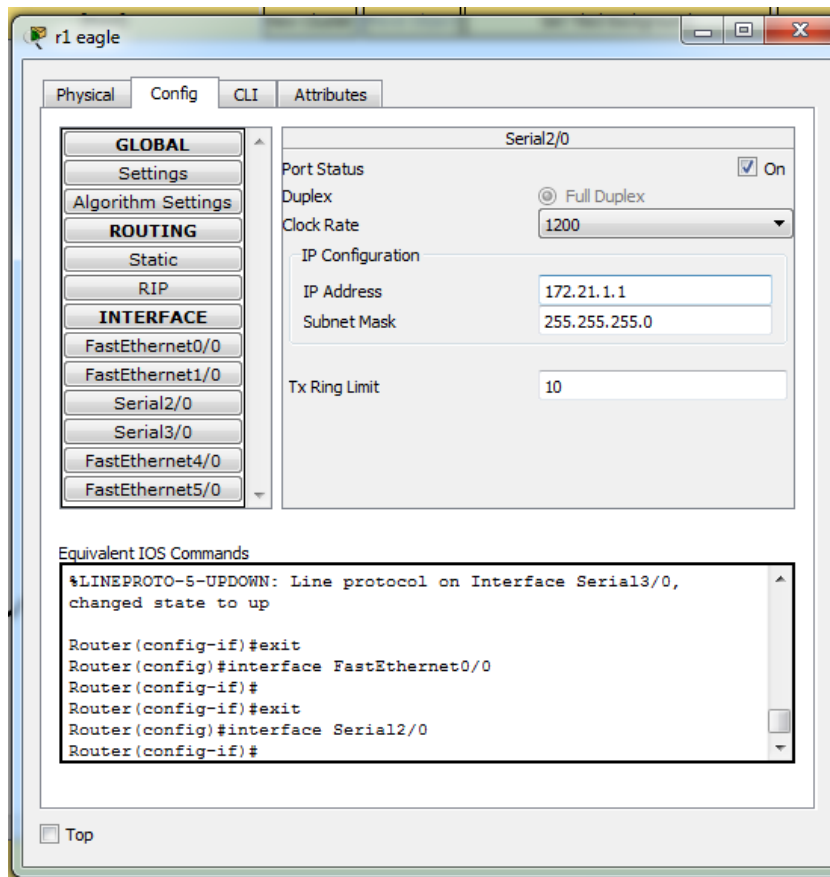 r1 eagle
Physical Config CLI Attributes
GLOBAL
Settings
Algorithm Settings
ROUTING
Static
RIP
INTERFACE
FastEthernet0/0
FastEthernet1/0
Serial2/0
Serial3/0
FastEthernet4/0
FastEthernet5/0
Serial2/0
Port Status On
Duplex Full Duplex
Clock Rate 1200
IP Configuration
IP Address 172.21.1.1
Subnet Mask 255.255.255.0
Tx Ring Limit 10
Equivalent IOS Commands
%LINEPROTO-5-UPDOWN: Line protocol on Interface Serial3/0,
changed state to up
Router(config-if)#exit
Router(config)#interface FastEthernet0/0
Router(config-if)#
Router(config-if)#exit
Router(config)#interface Serial2/0
Router(config-if)#
Top